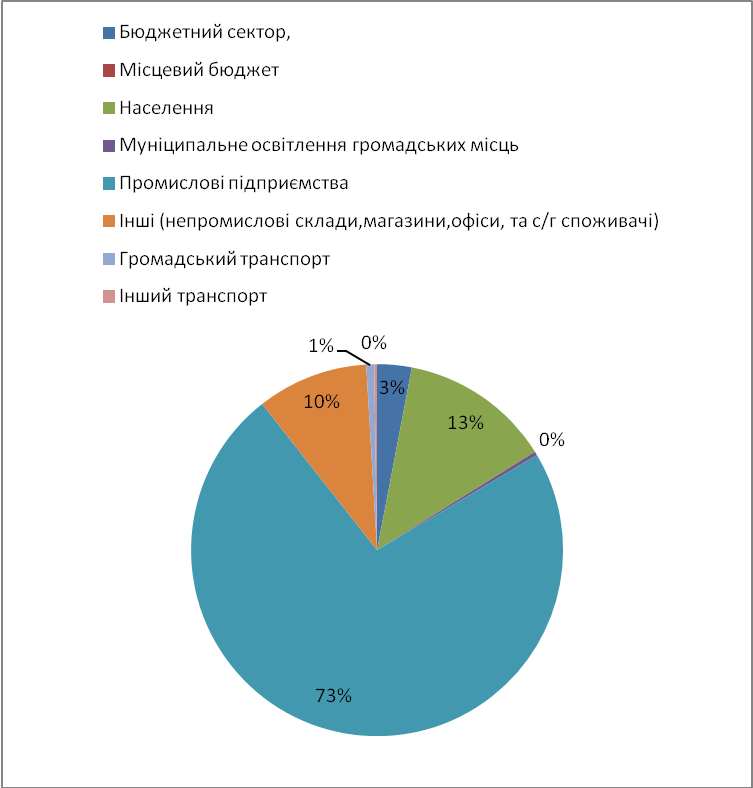 Бюджетний сектор,
Місцевий бюджет
Населення
Муніципальне освітлення громадських місць
Промислові підприємства
Інші (непромислові склади,магазини,офіси, та с/г споживачі)
Громадський транспорт
Інший транспорт
1%
0%
3%
10%
13%
0%
73%